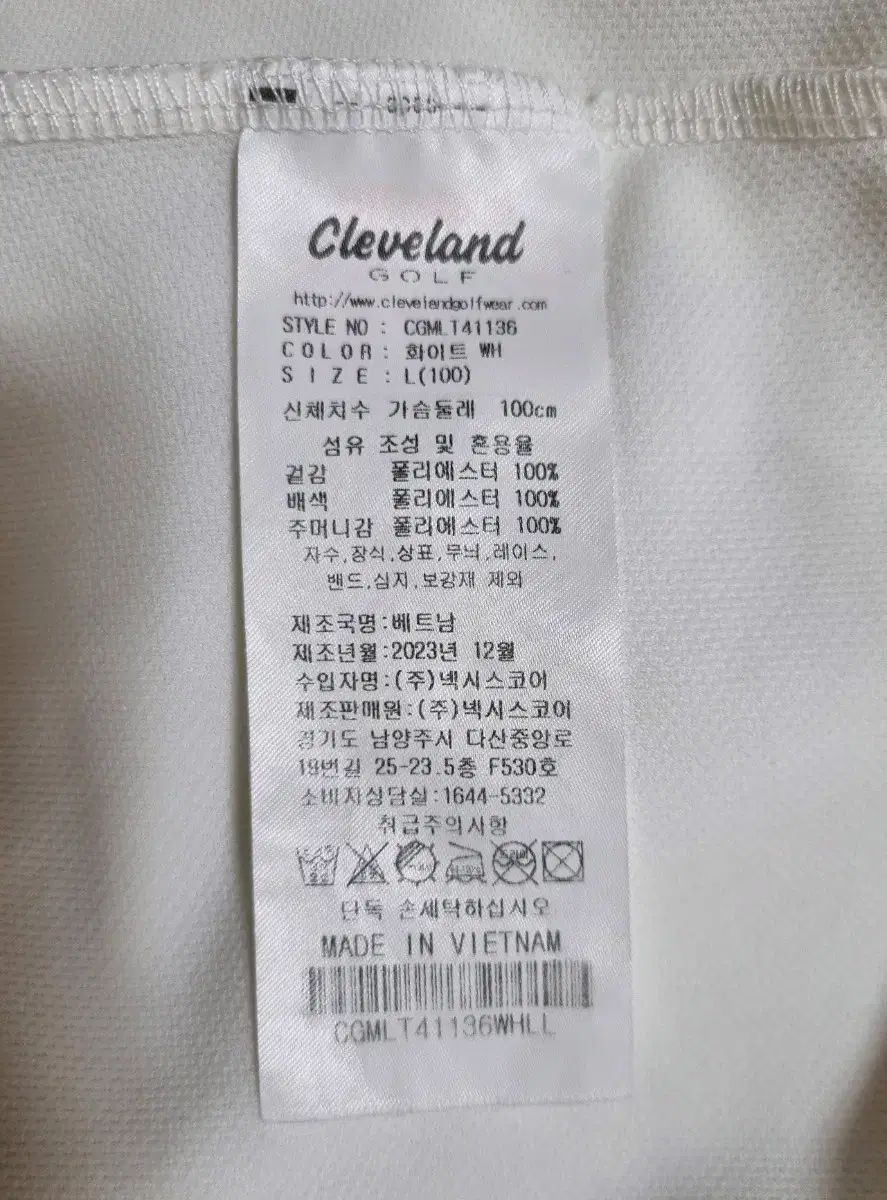 Cleveland
GOLF
http://www.clevelandgolfwear.com
STYLE NO : CGMLT41136
COLOR : 화이트 WH
SIZE : L(100)
신체치수 가슴둘레 100cm
섬유 조성 및 혼용율
겉감 폴리에스터 100%
배색 폴리에스터 100%
주머니감 폴리에스터 100%
자수,장식,상표,무늬,레이스,
밴드,심지,보강재 제외
제조국명:베트남
제조년월:2023년 12월
수입자명:(주)넥시스코어
제조판매원:(주)넥시스코어
경기도 남양주시 다산중앙로
19번길 25-23.5층 F530호
소비자상담실:1644-5332
취급주의사항
단독 손세탁하십시오
MADE IN VIETNAM
CGMLT41136WHLL